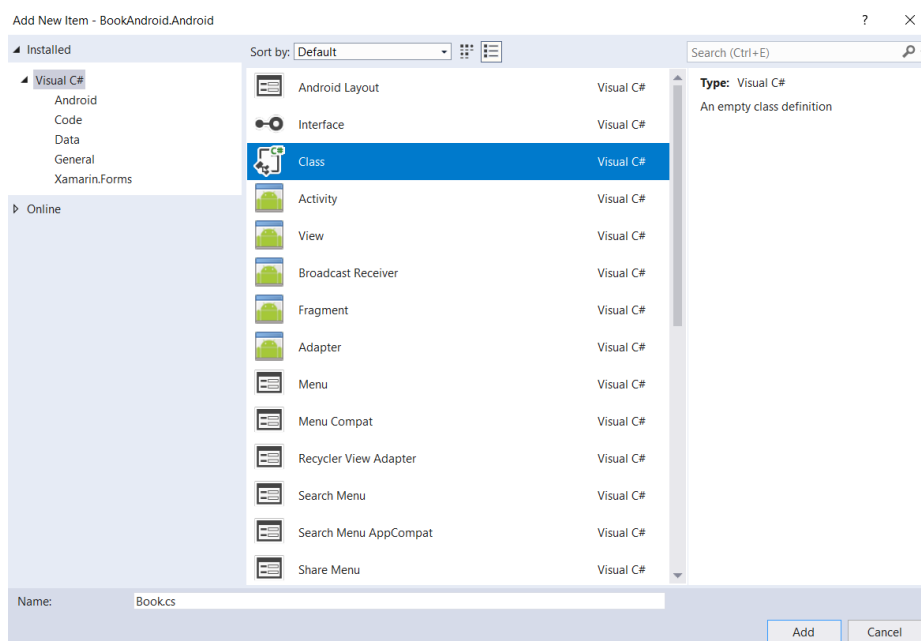 Add New Item - BookAndroid.Android
?
Installed
Sort by: Default
Search (Ctrl+E)
Visual C#
Android
Code
Data
General
Xamarin.Forms
Online
Android Layout Visual C#
Interface Visual C#
C# Class Visual C#
Activity Visual C#
View Visual C#
Broadcast Receiver Visual C#
Fragment Visual C#
Adapter Visual C#
Menu Visual C#
Menu Compat Visual C#
Recycler View Adapter Visual C#
Search Menu Visual C#
Search Menu AppCompat Visual C#
Share Menu Visual C#
Type: Visual C#
An empty class definition
Name: Book.cs
Add Cancel